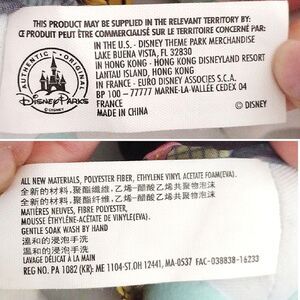 THIS PRODUCT MAY BE SUPPLIED IN THE RELEVANT TERRITORY BY:
CE PRODUIT PEUT ÊTRE COMMERCIALISÉ SUR LE TERRITOIRE CONCERNÉ PAR:
IN THE U.S. - DISNEY THEME PARK MERCHANDISE
LAKE BUENA VISTA, FL 32830
IN HONG KONG - HONG KONG DISNEYLAND RESORT
LANTAU ISLAND, HONG KONG
IN FRANCE - EURO DISNEY ASSOCIES S.C.A.
BP 100 - 77777 MARNE-LA-VALLÉE CEDEX 04
FRANCE
MADE IN CHINA
© DISNEY
AUTHENTIC ORIGINAL
DISNEY PARKS
© DISNEY
ALL NEW MATERIALS, POLYESTER FIBER, ETHYLENE VINYL ACETATE FOAM(EVA).
全新的材料,聚酯纖維,乙烯-醋酸乙烯共聚物泡沫
全新的材料,聚酯纤维,乙烯-醋酸乙烯共聚物泡沫
MATIÈRES NEUVES, FIBRE POLYESTER,
MOUSSE ÉTHYLÈNE-ACÉTATE DE VINYLE(EVA).
GENTLE SOAK WASH BY HAND
溫和的浸泡手洗
温和的浸泡手洗
LAVAGE DÉLICAT À LA MAIN
REG NO. PA 1082 (KR); ME 1104-ST.OH 12441, MA-0537 FAC-038838-16233